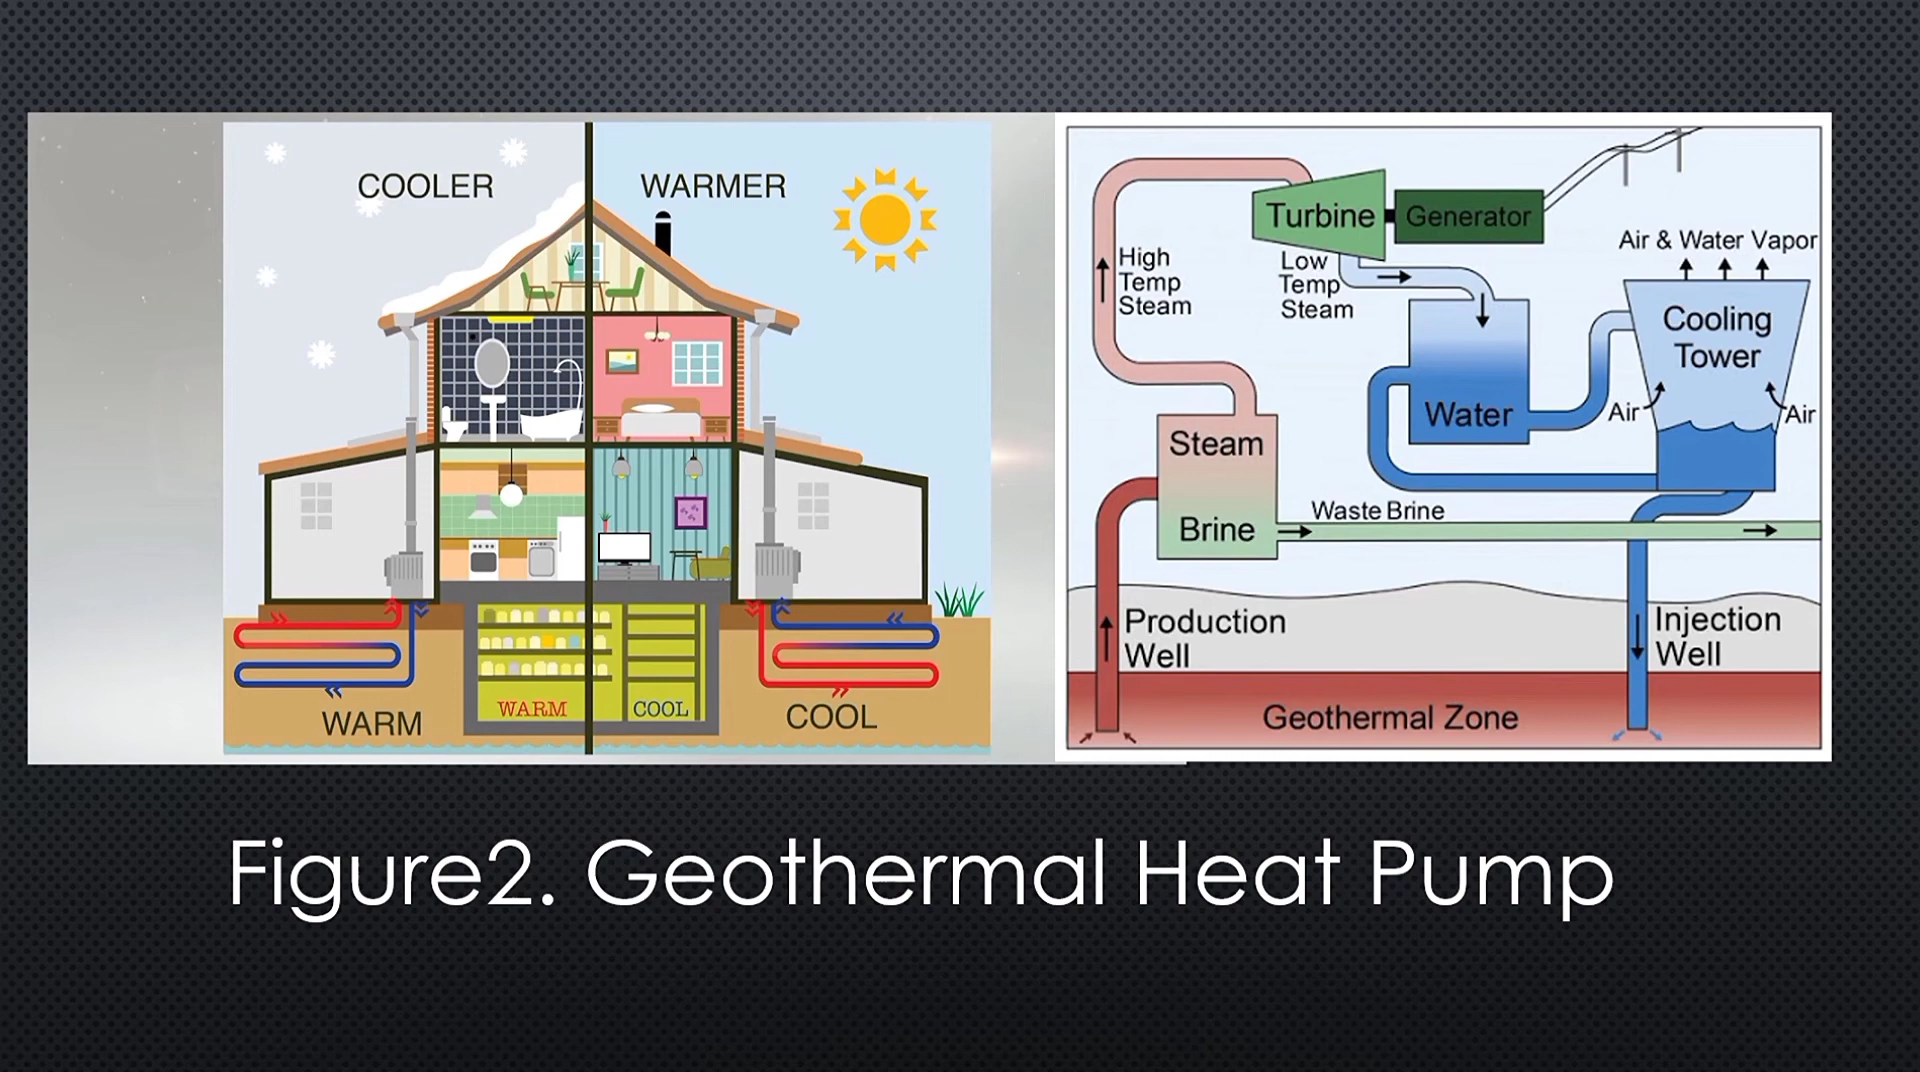 COOLER
WARMER
WARM
COOL
WARM
COOL
Turbine
Generator
Air & Water Vapor
High
Temp
Steam
Low
Temp
Steam
Cooling
Tower
Water
Air
Air
Steam
Brine
Waste Brine
Production
Well
Injection
Well
Geothermal Zone
Figure2. Geothermal Heat Pump